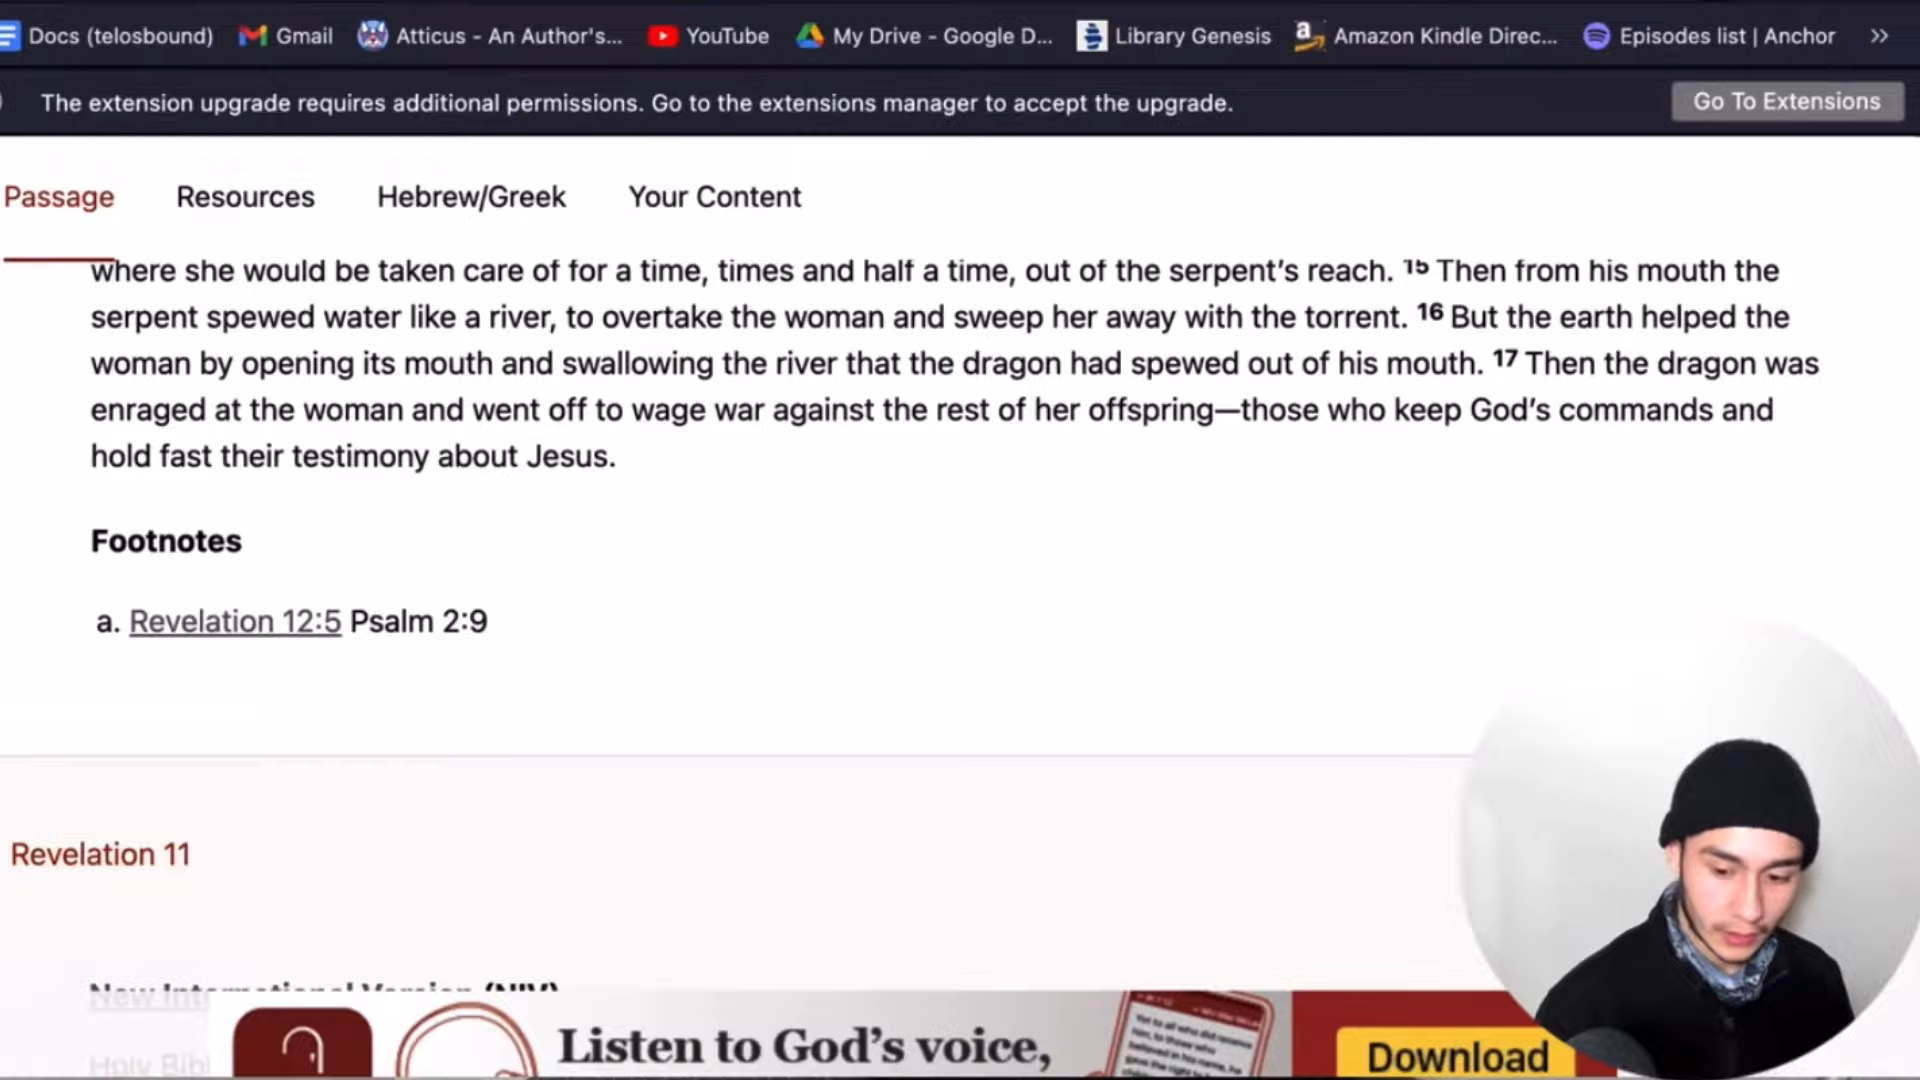 Docs (telosbound) Gmail Atticus - An Author's... YouTube My Drive - Google D... Library Genesis Amazon Kindle Direc... Episodes list | Anchor >>
The extension upgrade requires additional permissions. Go to the extensions manager to accept the upgrade. Go To Extensions
Passage Resources Hebrew/Greek Your Content
where she would be taken care of for a time, times and half a time, out of the serpent's reach. 15 Then from his mouth the
serpent spewed water like a river, to overtake the woman and sweep her away with the torrent. 16 But the earth helped the
woman by opening its mouth and swallowing the river that the dragon had spewed out of his mouth. 17 Then the dragon was
enraged at the woman and went off to wage war against the rest of her offspring—those who keep God's commands and
hold fast their testimony about Jesus.
Footnotes
a. Revelation 12:5 Psalm 2:9
Revelation 11
New International Version (NIV)
Listen to God's voice,
Download